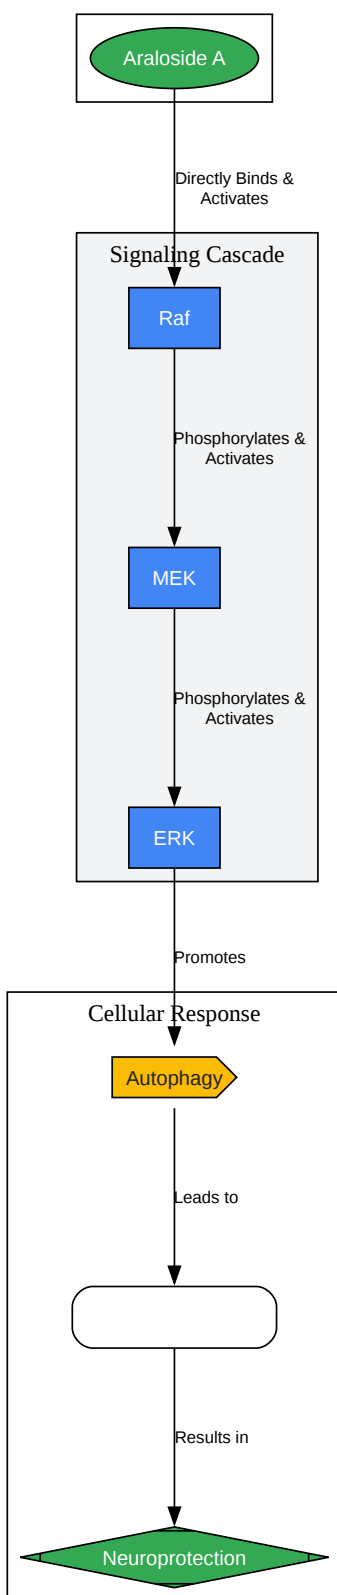 Araloside A
Directly Binds &
Activates
Signaling Cascade
Raf
Phosphorylates &
Activates
MEK
Phosphorylates &
Activates
ERK
Promotes
Cellular Response
Autophagy
Leads to
Results in
Neuroprotection